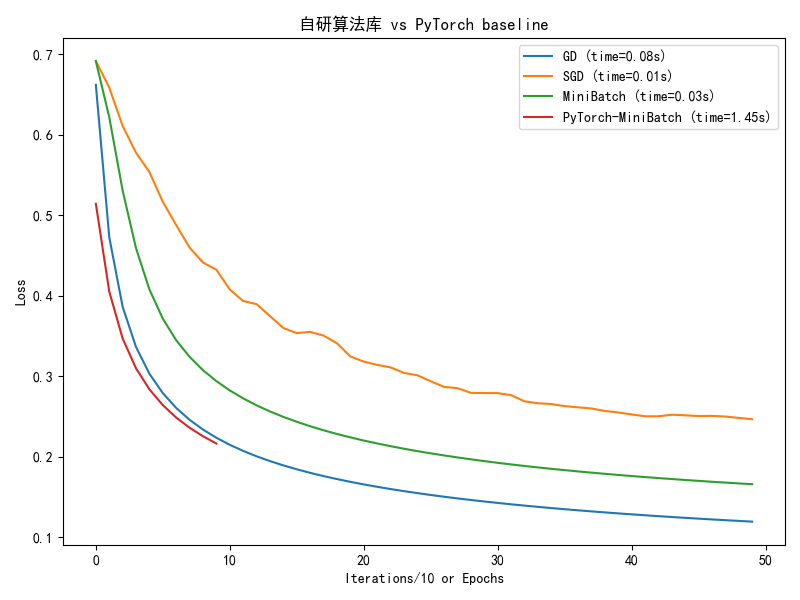 自研算法库 vs PyTorch baseline
GD (time=0.08s)
SGD (time=0.01s)
MiniBatch (time=0.03s)
PyTorch-MiniBatch (time=1.45s)
Loss
0.7
0.6
0.5
0.4
0.3
0.2
0.1
0 10 20 30 40 50
Iterations/10 or Epochs